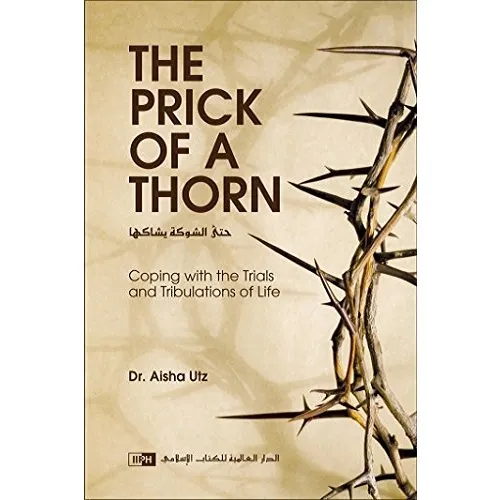 THE
PRICK
OF A
THORN
حتى الشوكة يشاكها
Coping with the Trials
and Tribulations of Life
Dr. Aisha Utz
IIPH الدار العالمية للكتاب الإسلامي